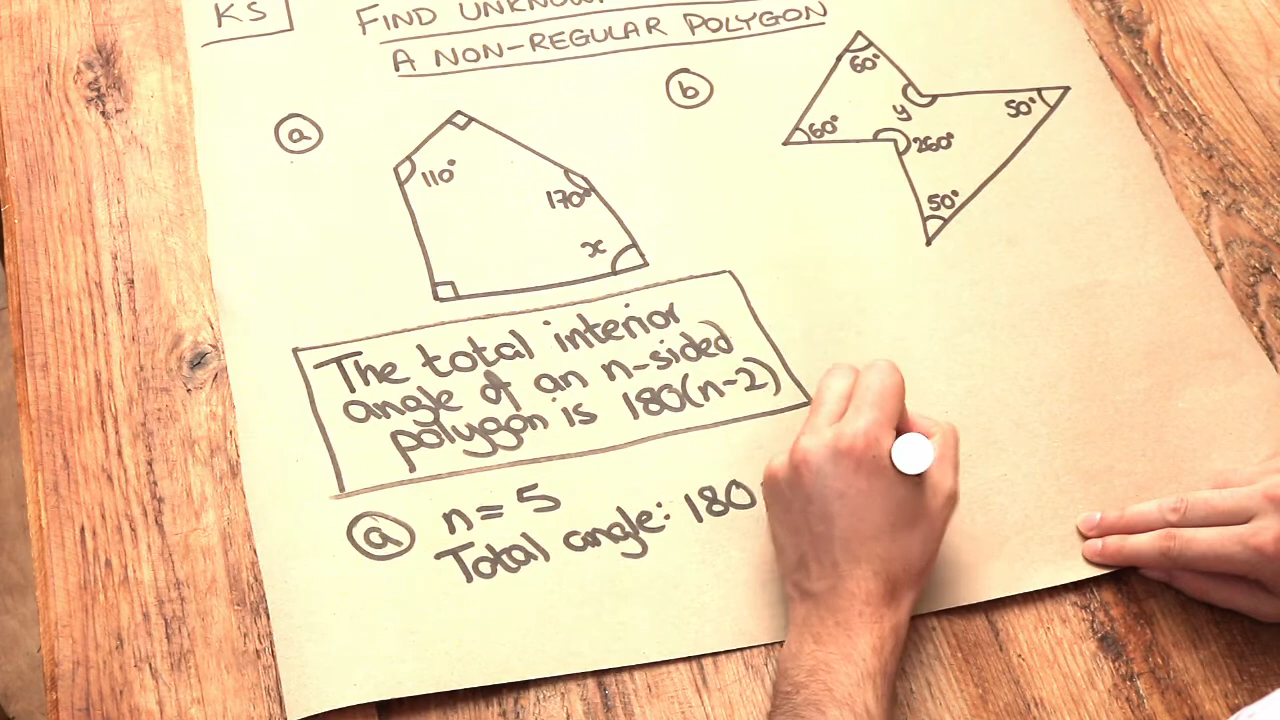 KS
FIND
A NON-REGULAR POLYGON
a
110°
170°
x
b
60°
60°
y
50°
260°
50°
The total interior
angle of an n-sided
polygon is 180(n-2)
a
n = 5
Total angle: 180